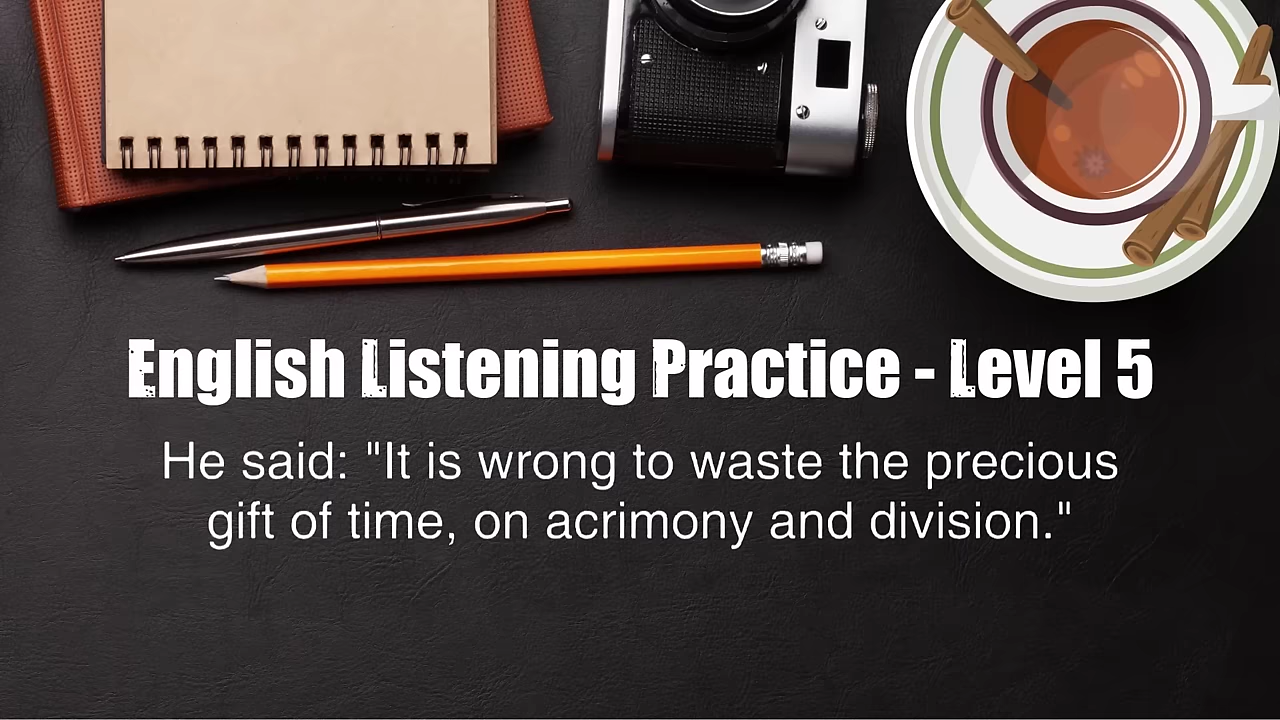 English Listening Practice - Level 5
He said: "It is wrong to waste the precious
gift of time, on acrimony and division."